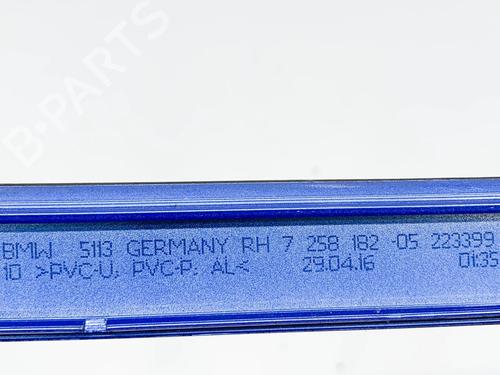 B-PARTS
BMW 5113 GERMANY RH 7 258 182 -05 223399
10 >PVC-U, PVC-P, AL< 29.04.16 01:35